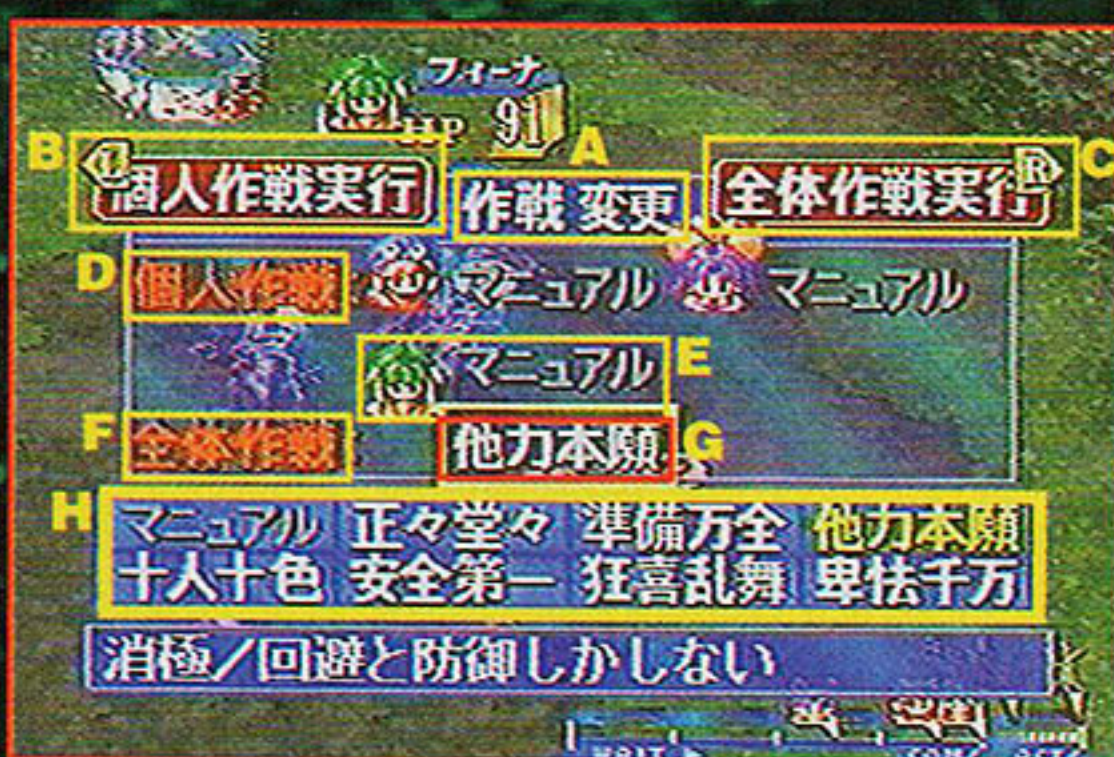 フィーナ
HP 91
B L 個人作戦実行 A 作戦 変更 全体作戦実行 R C
D 個人作戦 マニュアル マニュアル
マニュアル E
F 全体作戦 他力本願 G
H マニュアル 正々堂々 準備万全 他力本願
十人十色 安全第一 狂喜乱舞 卑怯千万
消極／回避と防御しかしない